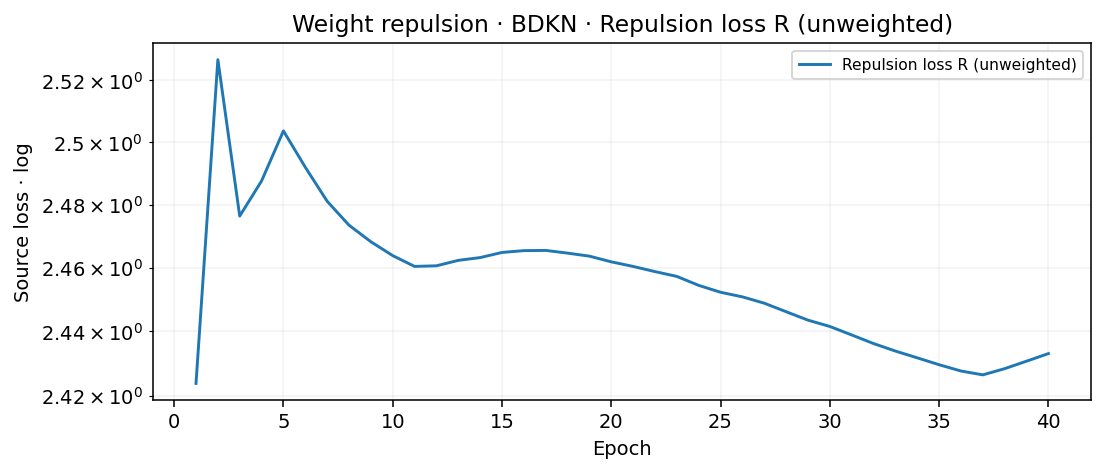 Weight repulsion · BDKN · Repulsion loss R (unweighted)
Repulsion loss R (unweighted)
Source loss · log
2.52 × 10⁰
2.5 × 10⁰
2.48 × 10⁰
2.46 × 10⁰
2.44 × 10⁰
2.42 × 10⁰
0 5 10 15 20 25 30 35 40
Epoch